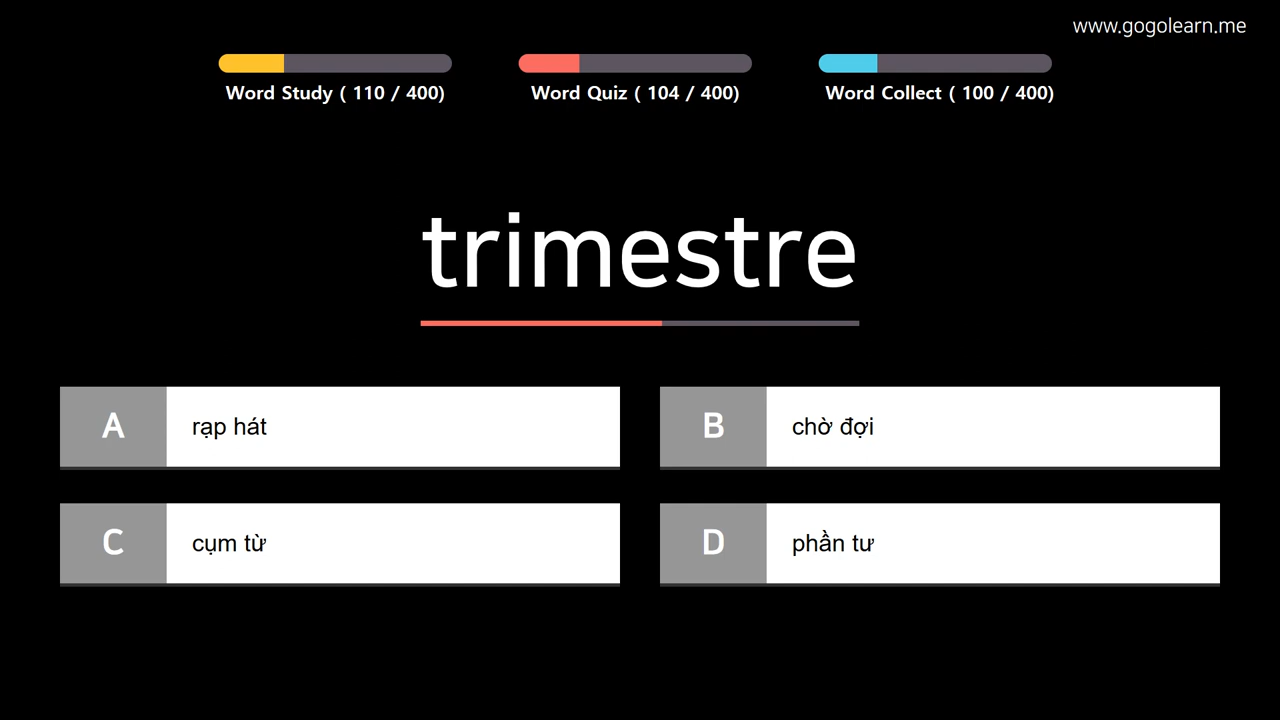 www.gogolearn.me
Word Study ( 110 / 400)
Word Quiz ( 104 / 400)
Word Collect ( 100 / 400)
trimestre
A
rạp hát
B
chờ đợi
C
cụm từ
D
phần tư